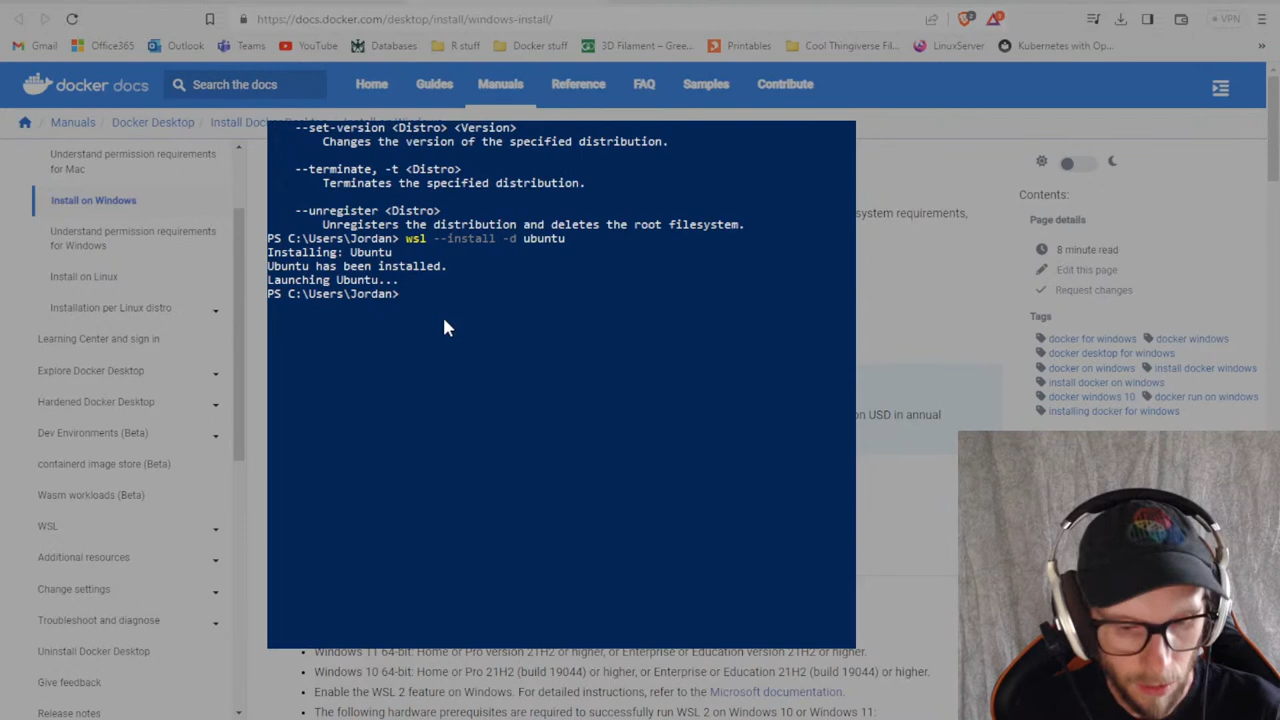 https://docs.docker.com/desktop/install/windows-install/
VPN
Gmail
Office365
Outlook
Teams
YouTube
Databases
R stuff
Docker stuff
3D Filament – Gree...
Printables
Cool Thingiverse Fil...
LinuxServer
Kubernetes with Op...
docker docs
Search the docs
Home
Guides
Manuals
Reference
FAQ
Samples
Contribute
Manuals / Docker Desktop / Install Doc
Understand permission requirements
for Mac
Install on Windows
Understand permission requirements
for Windows
Install on Linux
Installation per Linux distro
Learning Center and sign in
Explore Docker Desktop
Hardened Docker Desktop
Dev Environments (Beta)
containerd image store (Beta)
Wasm workloads (Beta)
WSL
Additional resources
Change settings
Troubleshoot and diagnose
Uninstall Docker Desktop
Give feedback
Release notes
--set-version <Distro> <Version>
Changes the version of the specified distribution.
--terminate, -t <Distro>
Terminates the specified distribution.
--unregister <Distro>
Unregisters the distribution and deletes the root filesystem.
PS C:\Users\Jordan> wsl --install -d ubuntu
Installing: Ubuntu
Ubuntu has been installed.
Launching Ubuntu...
PS C:\Users\Jordan>
system requirements,
on USD in annual
Windows 11 64-bit: Home or Pro version 21H2 or higher, or Enterprise or Education version 21H2 or higher.
Windows 10 64-bit: Home or Pro 21H2 (build 19044) or higher, or Enterprise or Education 21H2 (build 19044) or higher.
Enable the WSL 2 feature on Windows. For detailed instructions, refer to the Microsoft documentation.
The following hardware prerequisites are required to successfully run WSL 2 on Windows 10 or Windows 11:
Contents:
Page details
8 minute read
Edit this page
Request changes
Tags
docker for windows
docker windows
docker desktop for windows
docker on windows
install docker windows
install docker on windows
docker windows 10
docker run on windows
installing docker for windows